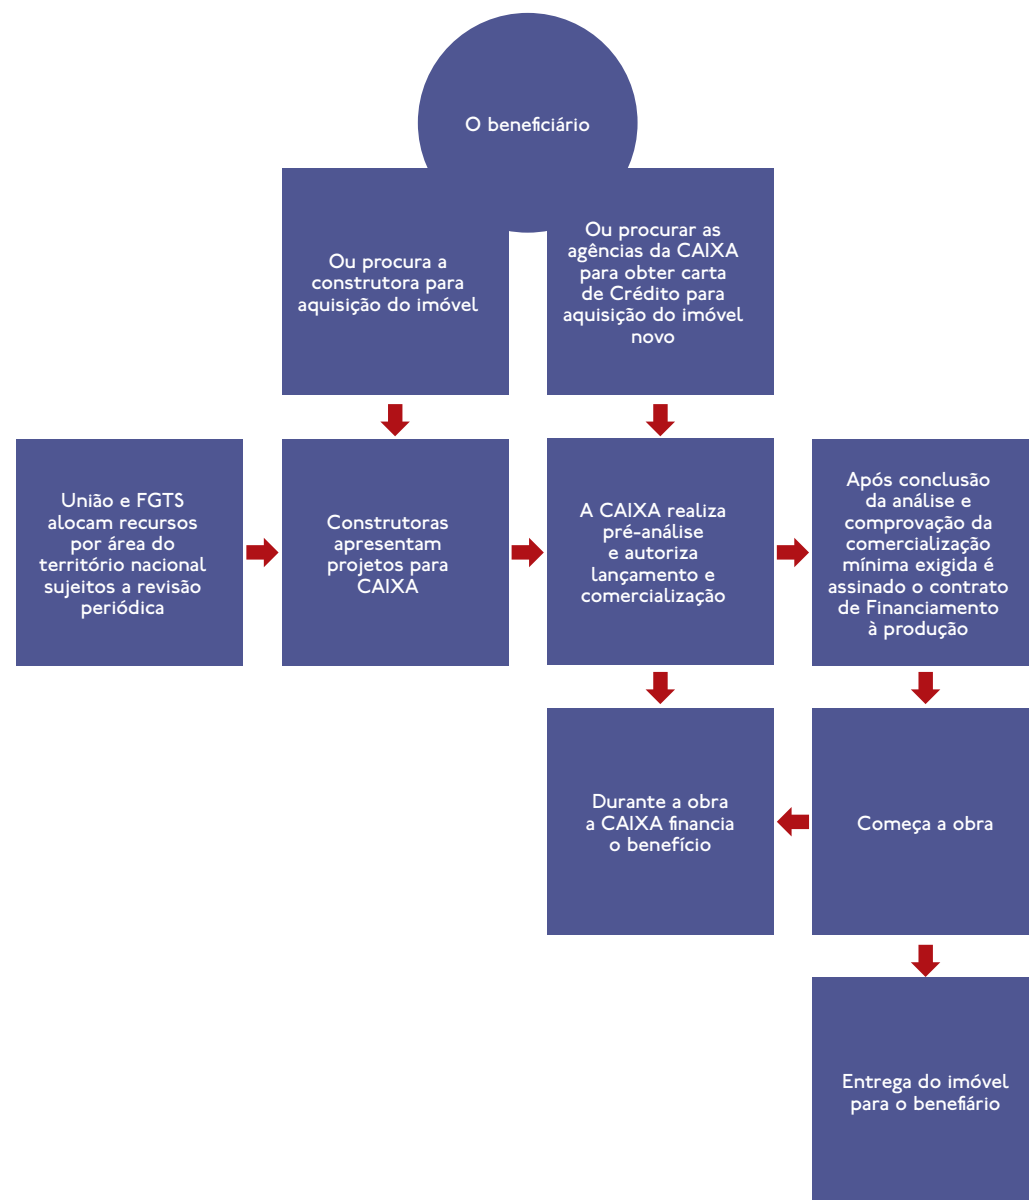 O beneficiário
Ou procura a
construtora para
aquisição do imóvel
Ou procurar as
agências da CAIXA
para obter carta
de Crédito para
aquisição do imóvel
novo
União e FGTS
alocam recursos
por área do
território nacional
sujeitos a revisão
periódica
Construtoras
apresentam
projetos para
CAIXA
A CAIXA realiza
pré-análise
e autoriza
lançamento e
comercialização
Após conclusão
da análise e
comprovação da
comercialização
mínima exigida é
assinado o contrato
de Financiamento
à produção
Durante a obra
a CAIXA financia
o benefício
Começa a obra
Entrega do imóvel
para o benefiário